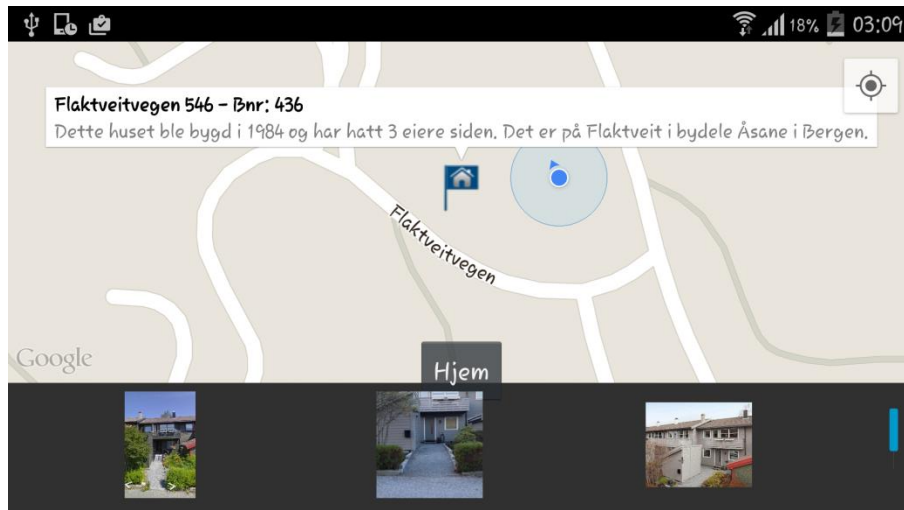 18% 03:09
Flaktveitvegen 546 - Bnr: 436
Dette huset ble bygd i 1984 og har hatt 3 eiere siden. Det er på Flaktveit i bydele Åsane i Bergen.
Flaktveitvegen
Google
Hjem